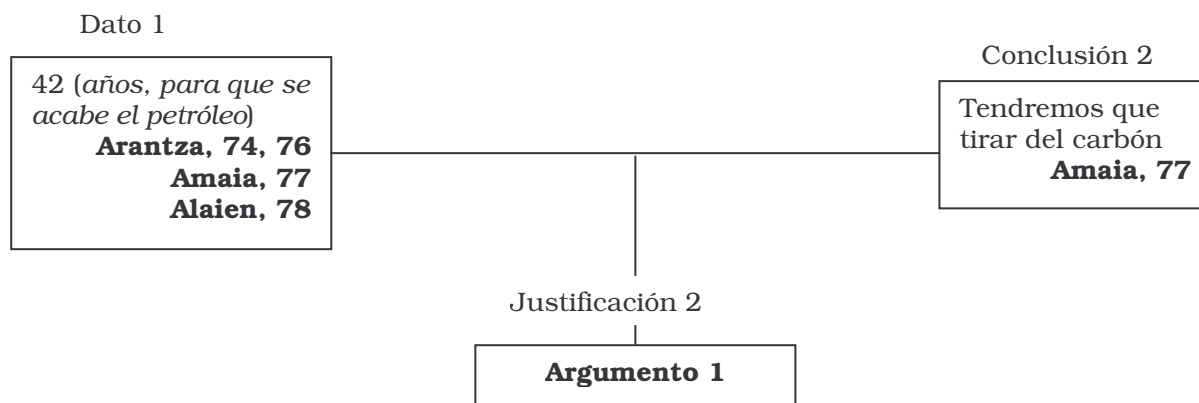 Dato 1
42 (años, para que se
acabe el petróleo)
Arantza, 74, 76
Amaia, 77
Alaien, 78
Conclusión 2
Tendremos que
tirar del carbón
Amaia, 77
Justificación 2
Argumento 1